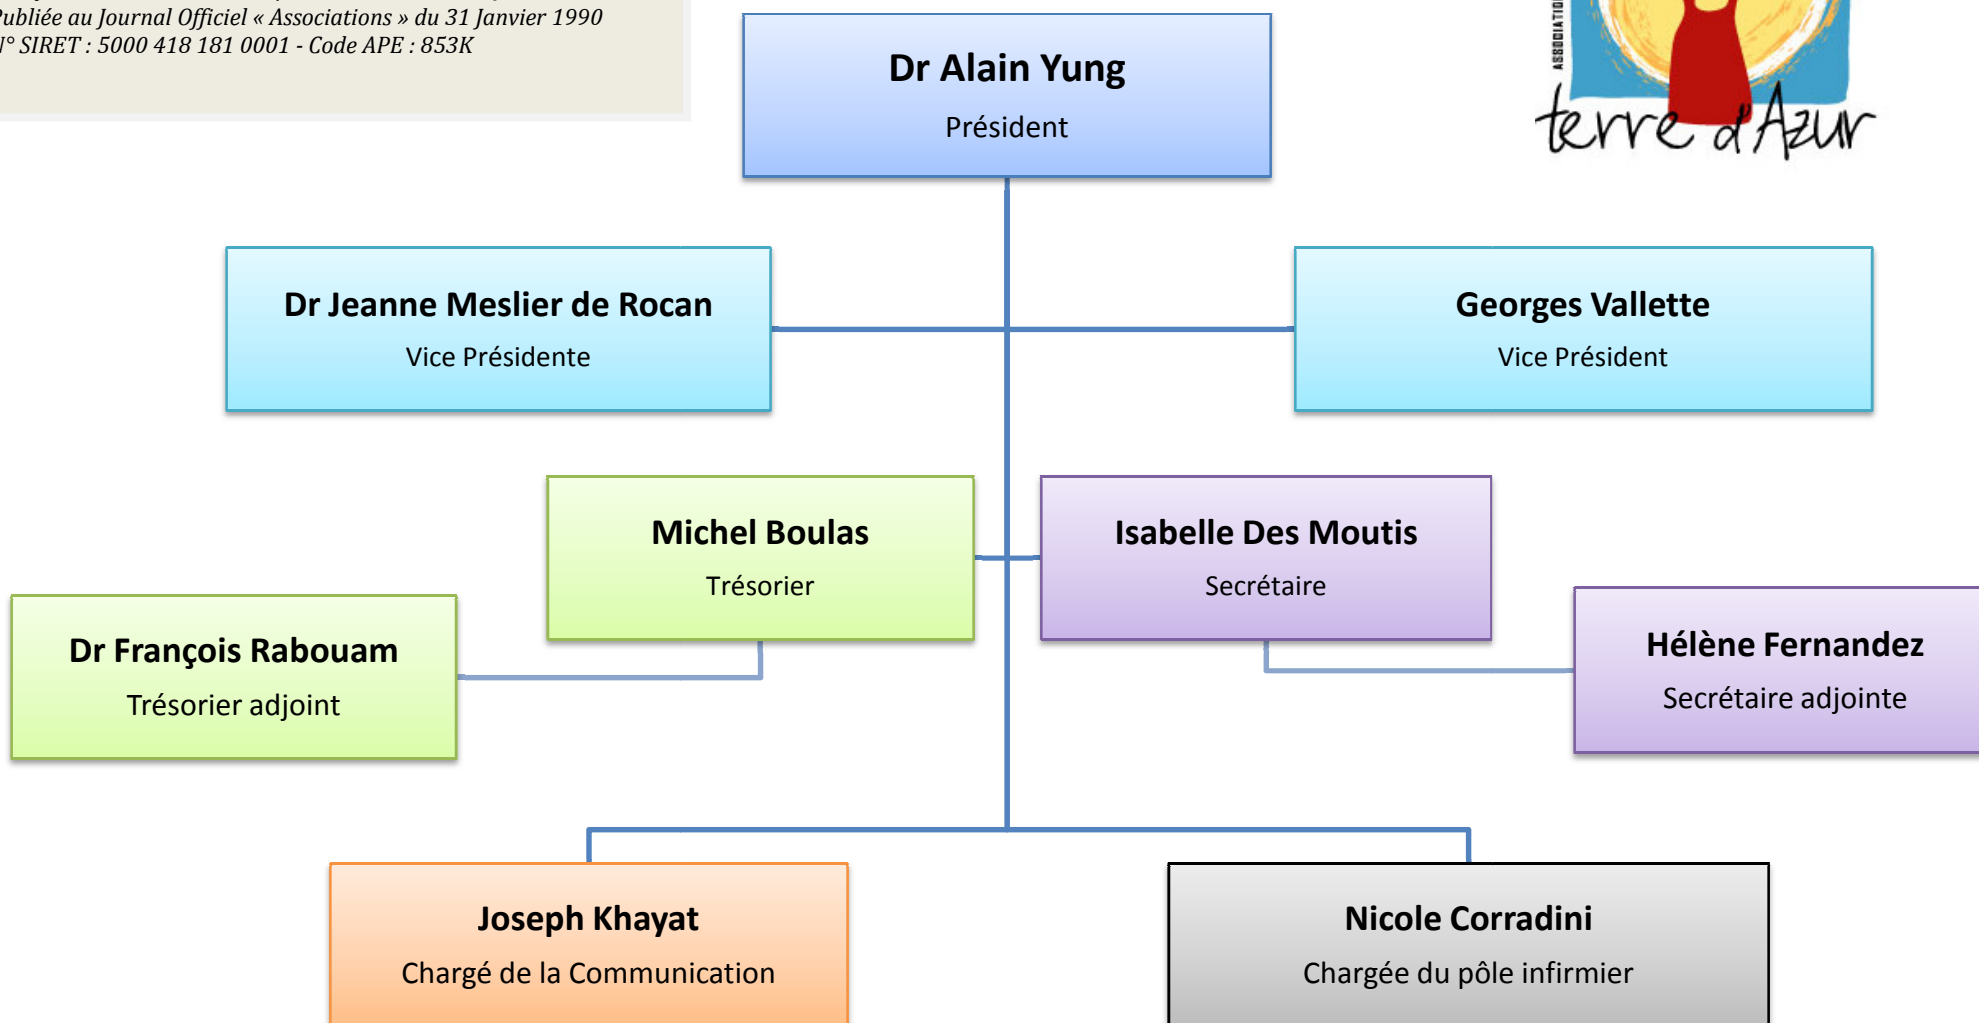 Publiée au Journal Officiel « Associations » du 31 Janvier 1990
N° SIRET : 5000 418 181 0001 - Code APE : 853K
ASSOCIATION
terre d'Azur
Dr Alain Yung
Président
Dr Jeanne Meslier de Rocan
Vice Présidente
Georges Vallette
Vice Président
Michel Boulas
Trésorier
Isabelle Des Moutis
Secrétaire
Dr François Rabouam
Trésorier adjoint
Hélène Fernandez
Secrétaire adjointe
Joseph Khayat
Chargé de la Communication
Nicole Corradini
Chargée du pôle infirmier